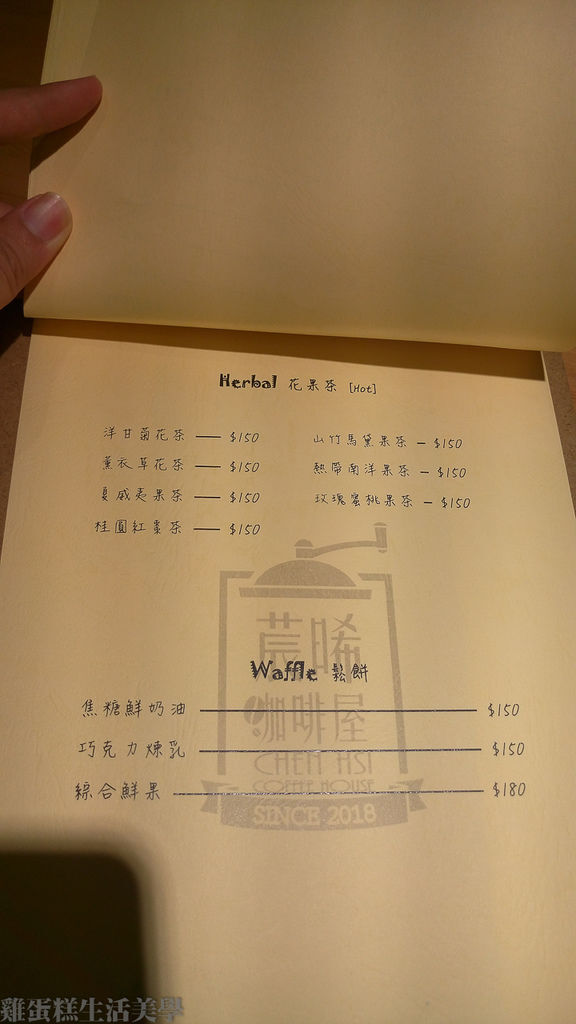 Herbal 花果茶 [Hot]
洋甘菊花茶 — $150
薰衣草花茶 — $150
夏威夷果茶 — $150
桂圓紅棗茶 — $150
山竹馬黛果茶 — $150
熱帶南洋果茶 — $150
玫瑰蜜桃果茶 — $150
Waffle 鬆餅
焦糖鮮奶油 — $150
巧克力煉乳 — $150
綜合鮮果 — $180
晨晞
咖啡屋
CHEN HSI
COFFEE HOUSE
SINCE 2018
雞蛋糕生活美學